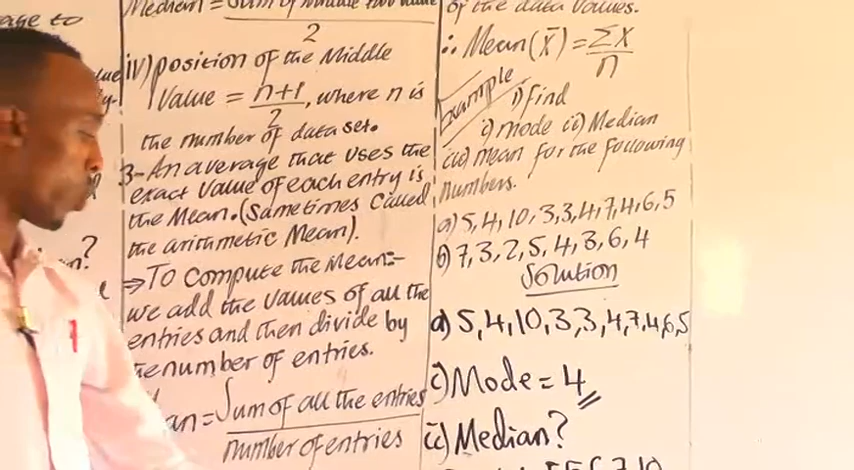 age to
Median = Sum of Middle two value
2
iv) position of the Middle
Value = n+1 , where n is
2
the number of data set.
3- An average that uses the
exact value of each entry is
the Mean. (Sametimes called
the arithmetic Mean).
⇒ To compute the Mean:-
we add the values of all the
entries and then divide by
the number of entries.
Sum of all the entries
number of entries
of the data values.
∴ Mean (x̄) = ΣX
n
Example
1) find
i) mode ii) Median
iii) mean for the following
numbers.
a) 5,4,10,3,3,4,7,4,6,5
b) 7,3,2,5,4,3,6,4
Solution
a) 5,4,10,3,3,4,7,4,6,5
i) Mode = 4
ii) Median?